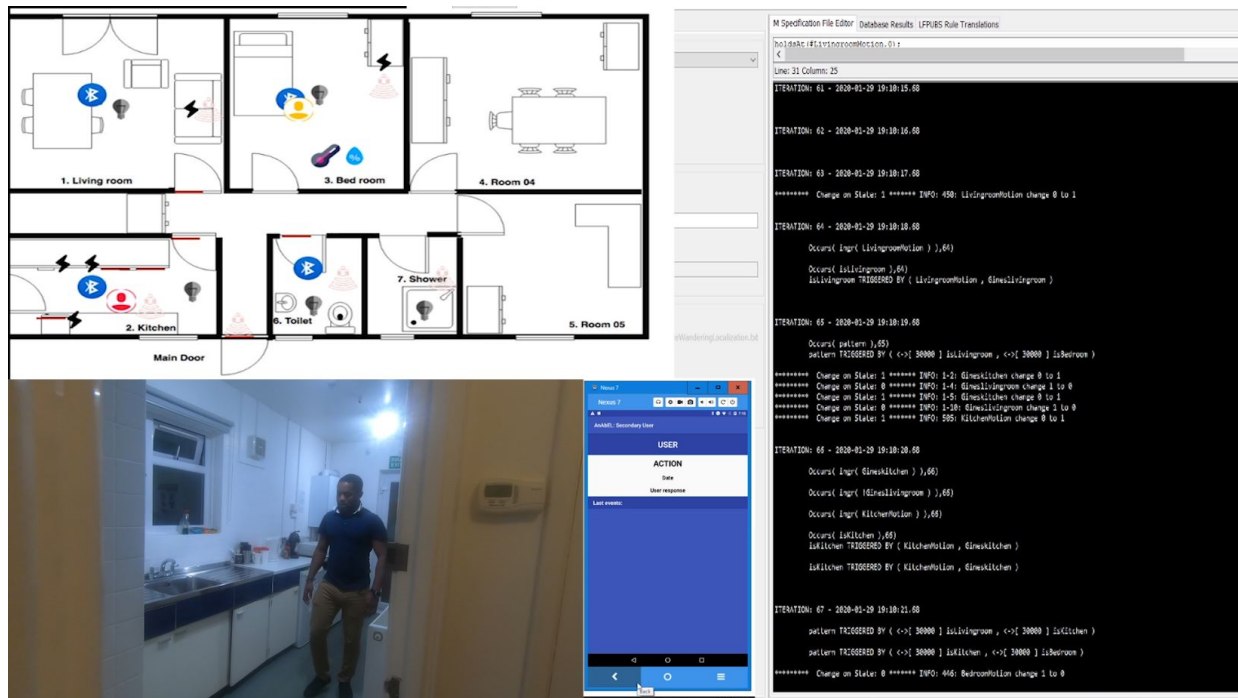 1. Living room
3. Bed room
4. Room 04
2. Kitchen
6. Toilet
7. Shower
5. Room 05
Main Door
M Specification File Editor Database Results LFPUBS Rule Translations
holdsAt(#LivingroomMotion,0);
Line: 31 Column: 25
ITERATION: 61 - 2020-01-29 19:10:15.68
ITERATION: 62 - 2020-01-29 19:10:16.68
ITERATION: 63 - 2020-01-29 19:10:17.68
********* Change on State: 1 ******* INFO: 450: LivingroomMotion change 0 to 1
ITERATION: 64 - 2020-01-29 19:10:18.68
Occurs( ingr( LivingroomMotion ) ),64)
Occurs( isLivingroom ),64)
isLivingroom TRIGGERED BY ( LivingroomMotion , Gineslivingroom )
ITERATION: 65 - 2020-01-29 19:10:19.68
Occurs( pattern ),65)
pattern TRIGGERED BY ( <->[ 30000 ] isLivingroom , <->[ 30000 ] isBedroom )
********* Change on State: 1 ******* INFO: 1-2: Gineskitchen change 0 to 1
********* Change on State: 0 ******* INFO: 1-4: Gineslivingroom change 1 to 0
********* Change on State: 1 ******* INFO: 1-5: Gineskitchen change 0 to 1
********* Change on State: 0 ******* INFO: 1-10: Gineslivingroom change 1 to 0
********* Change on State: 1 ******* INFO: 505: KitchenMotion change 0 to 1
ITERATION: 66 - 2020-01-29 19:10:20.68
Occurs( ingr( Gineskitchen ) ),66)
Occurs( ingr( !Gineslivingroom ) ),66)
Occurs( ingr( KitchenMotion ) ),66)
Occurs( isKitchen ),66)
isKitchen TRIGGERED BY ( KitchenMotion , Gineskitchen )
isKitchen TRIGGERED BY ( KitchenMotion , Gineskitchen )
ITERATION: 67 - 2020-01-29 19:10:21.68
pattern TRIGGERED BY ( <->[ 30000 ] isLivingroom , <->[ 30000 ] isKitchen )
pattern TRIGGERED BY ( <->[ 30000 ] isKitchen , <->[ 30000 ] isBedroom )
********* Change on State: 0 ******* INFO: 446: BedroomMotion change 1 to 0
Nexus 7
Nexus 7
AnAbEL: Secondary User
USER
ACTION
Date
User response
Last events:
Back